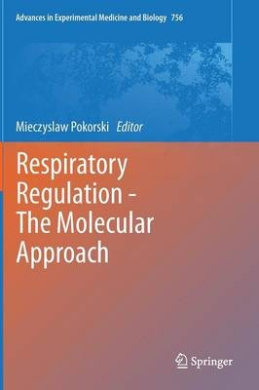 Advances in Experimental Medicine and Biology 756
Mieczyslaw Pokorski Editor
Respiratory
Regulation -
The Molecular
Approach
Springer